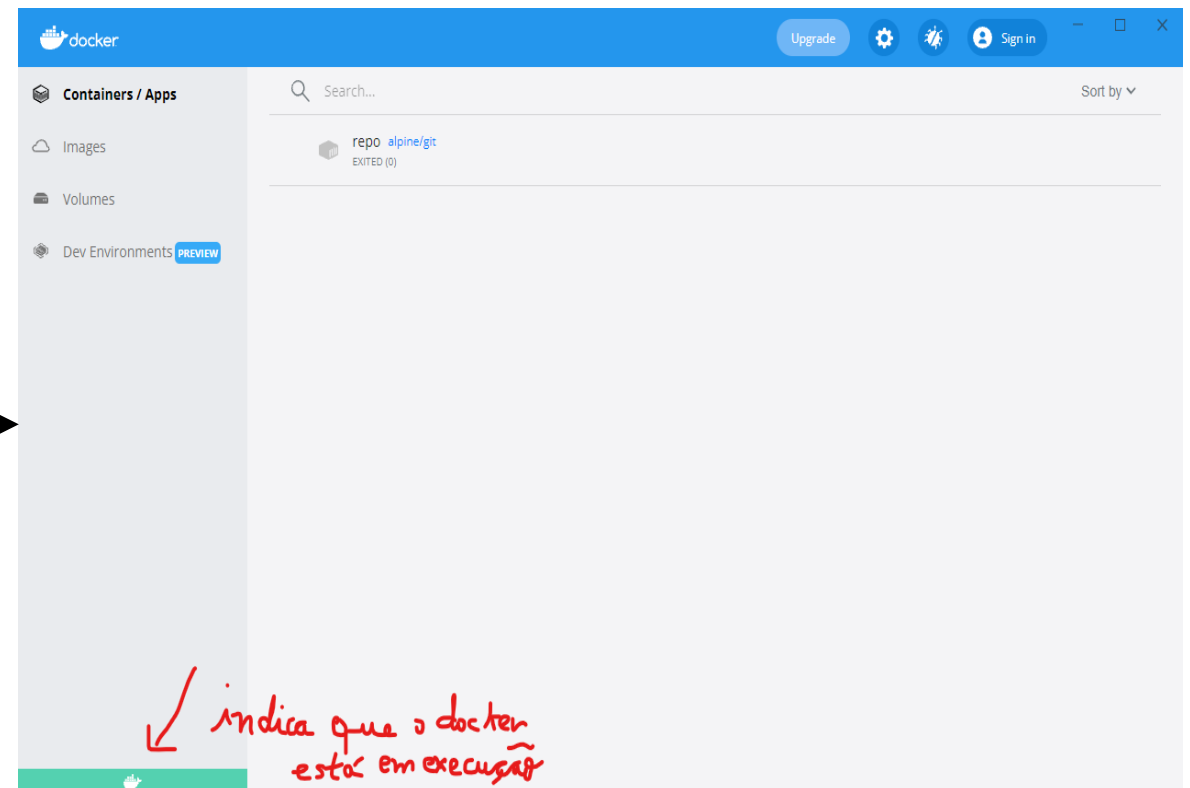 docker
Upgrade
Sign in
Containers / Apps
Search...
Sort by
Images
repo alpine/git
EXITED (0)
Volumes
Dev Environments PREVIEW
indica que o docker
está em execução